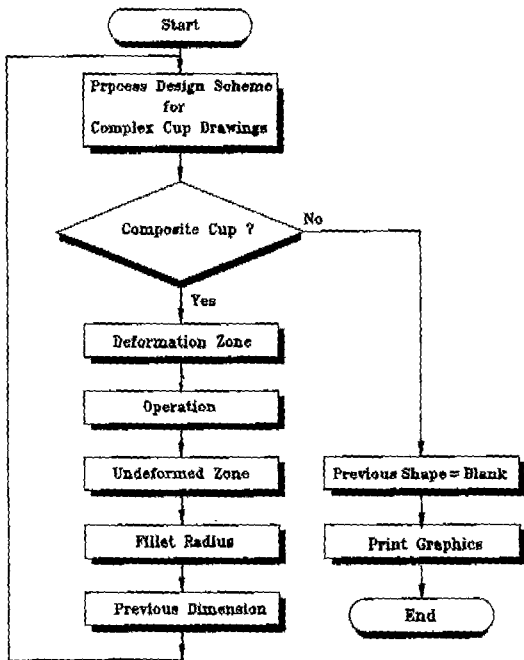 Start
Prpcess Design Scheme
for
Complex Cup Drawings
Composite Cup ?
No
Yes
Deformation Zone
Operation
Undeformed Zone
Fillet Radius
Previous Dimension
Previous Shape = Blank
Print Graphics
End